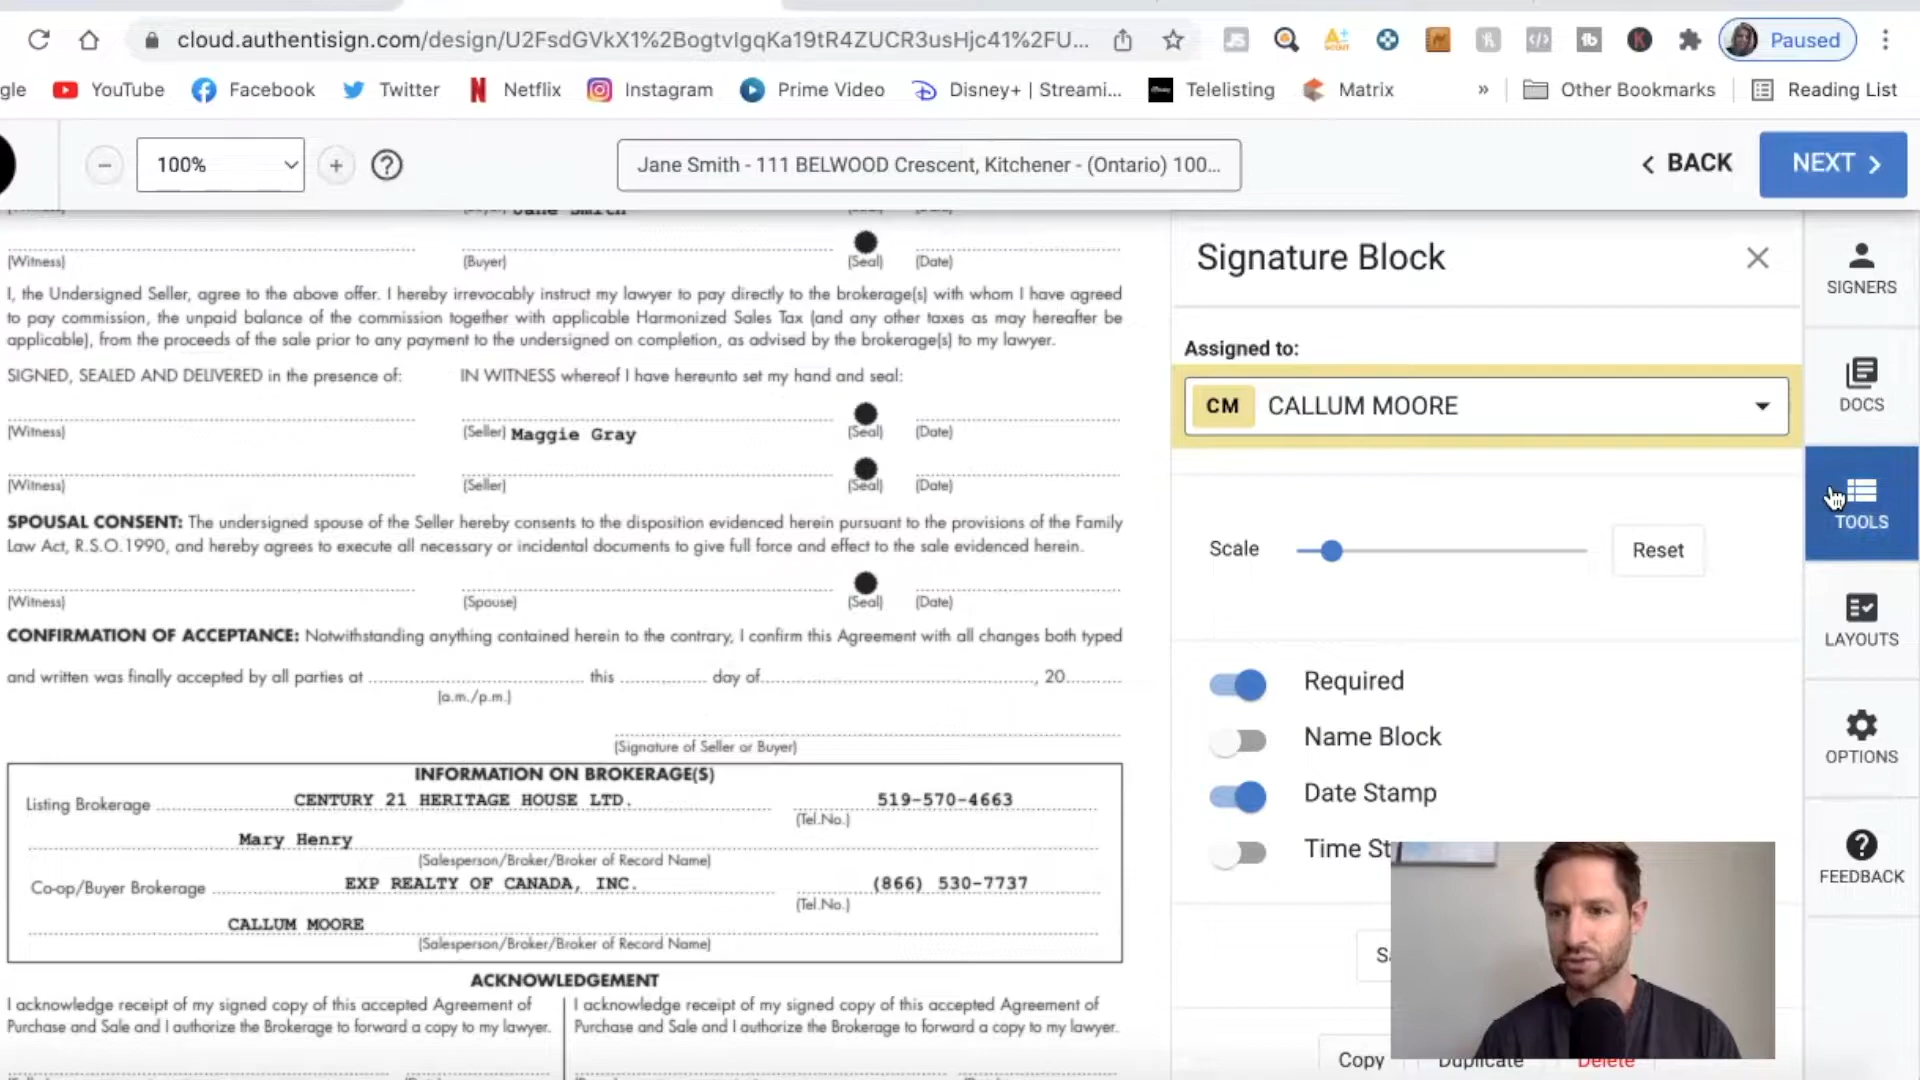 cloud.authentisign.com/design/U2FsdGVkX1%2BogtvIgqKa19tR4ZUCR3usHjc41%2FU...
Paused
gle
YouTube
Facebook
Twitter
Netflix
Instagram
Prime Video
Disney+ | Streami...
Telelisting
Matrix
»
Other Bookmarks
Reading List
100%
Jane Smith - 111 BELWOOD Crescent, Kitchener - (Ontario) 100...
BACK
NEXT
Jane Smith
(Witness)
(Buyer)
(Seal)
(Date)
I, the Undersigned Seller, agree to the above offer. I hereby irrevocably instruct my lawyer to pay directly to the brokerage(s) with whom I have agreed
to pay commission, the unpaid balance of the commission together with applicable Harmonized Sales Tax (and any other taxes as may hereafter be
applicable), from the proceeds of the sale prior to any payment to the undersigned on completion, as advised by the brokerage(s) to my lawyer.
SIGNED, SEALED AND DELIVERED in the presence of:
IN WITNESS whereof I have hereunto set my hand and seal:
(Witness)
(Seller) Maggie Gray
(Seal)
(Date)
(Witness)
(Seller)
(Seal)
(Date)
SPOUSAL CONSENT: The undersigned spouse of the Seller hereby consents to the disposition evidenced herein pursuant to the provisions of the Family
Law Act, R.S.O.1990, and hereby agrees to execute all necessary or incidental documents to give full force and effect to the sale evidenced herein.
(Witness)
(Spouse)
(Seal)
(Date)
CONFIRMATION OF ACCEPTANCE: Notwithstanding anything contained herein to the contrary, I confirm this Agreement with all changes both typed
and written was finally accepted by all parties at ........ this ........ day of ........, 20........
(a.m./p.m.)
(Signature of Seller or Buyer)
INFORMATION ON BROKERAGE(S)
Listing Brokerage CENTURY 21 HERITAGE HOUSE LTD. 519-570-4663
(Tel.No.)
Mary Henry
(Salesperson/Broker/Broker of Record Name)
Co-op/Buyer Brokerage EXP REALTY OF CANADA, INC. (866) 530-7737
(Tel.No.)
CALLUM MOORE
(Salesperson/Broker/Broker of Record Name)
ACKNOWLEDGEMENT
I acknowledge receipt of my signed copy of this accepted Agreement of
Purchase and Sale and I authorize the Brokerage to forward a copy to my lawyer.
I acknowledge receipt of my signed copy of this accepted Agreement of
Purchase and Sale and I authorize the Brokerage to forward a copy to my lawyer.
Signature Block
Assigned to:
CM CALLUM MOORE
Scale
Reset
Required
Name Block
Date Stamp
Time St
Copy
Duplicate
Delete
SIGNERS
DOCS
TOOLS
LAYOUTS
OPTIONS
FEEDBACK